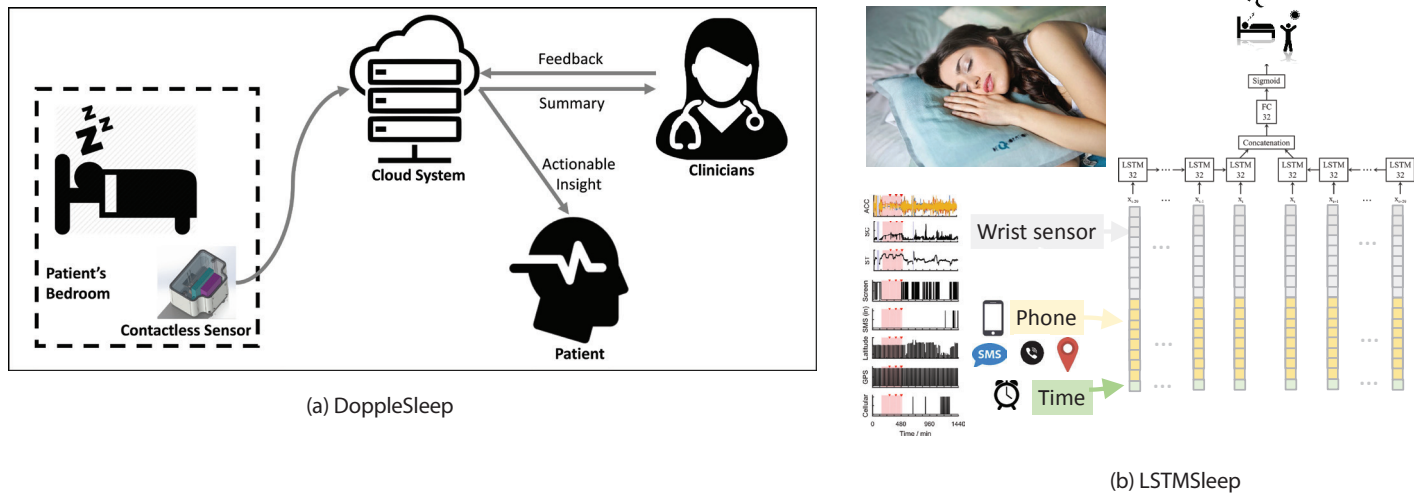 Feedback
Summary
Cloud System
Clinicians
Actionable
Insight
Patient's
Bedroom
Contactless Sensor
Patient
(a) DoppleSleep
Sigmoid
FC
32
Concatenation
LSTM
32
LSTM
32
LSTM
32
LSTM
32
LSTM
32
LSTM
32
ACC
SC
ST
Screen
SMS (in)
Latitude
GPS
Cellular
0 480 960 1440
Time / min
Wrist sensor
Phone
SMS
Time
(b) LSTMSleep